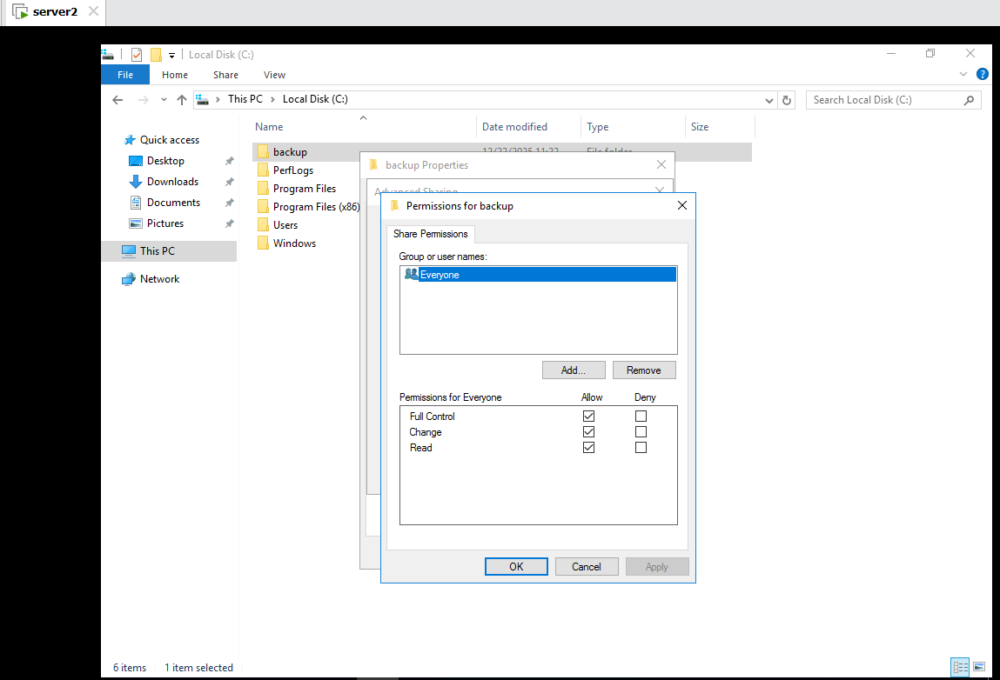 server2
Local Disk (C:)
File Home Share View
This PC Local Disk (C:)
Search Local Disk (C:)
Name Date modified Type Size
Quick access
Desktop
Downloads
Documents
Pictures
This PC
Network
backup 12/22/2025 11:22 File folder
PerfLogs
Program Files
Program Files (x86)
Users
Windows
backup Properties
Advanced Sharing
Permissions for backup
Share Permissions
Group or user names:
Everyone
Add... Remove
Permissions for Everyone Allow Deny
Full Control
Change
Read
OK Cancel Apply
6 items 1 item selected